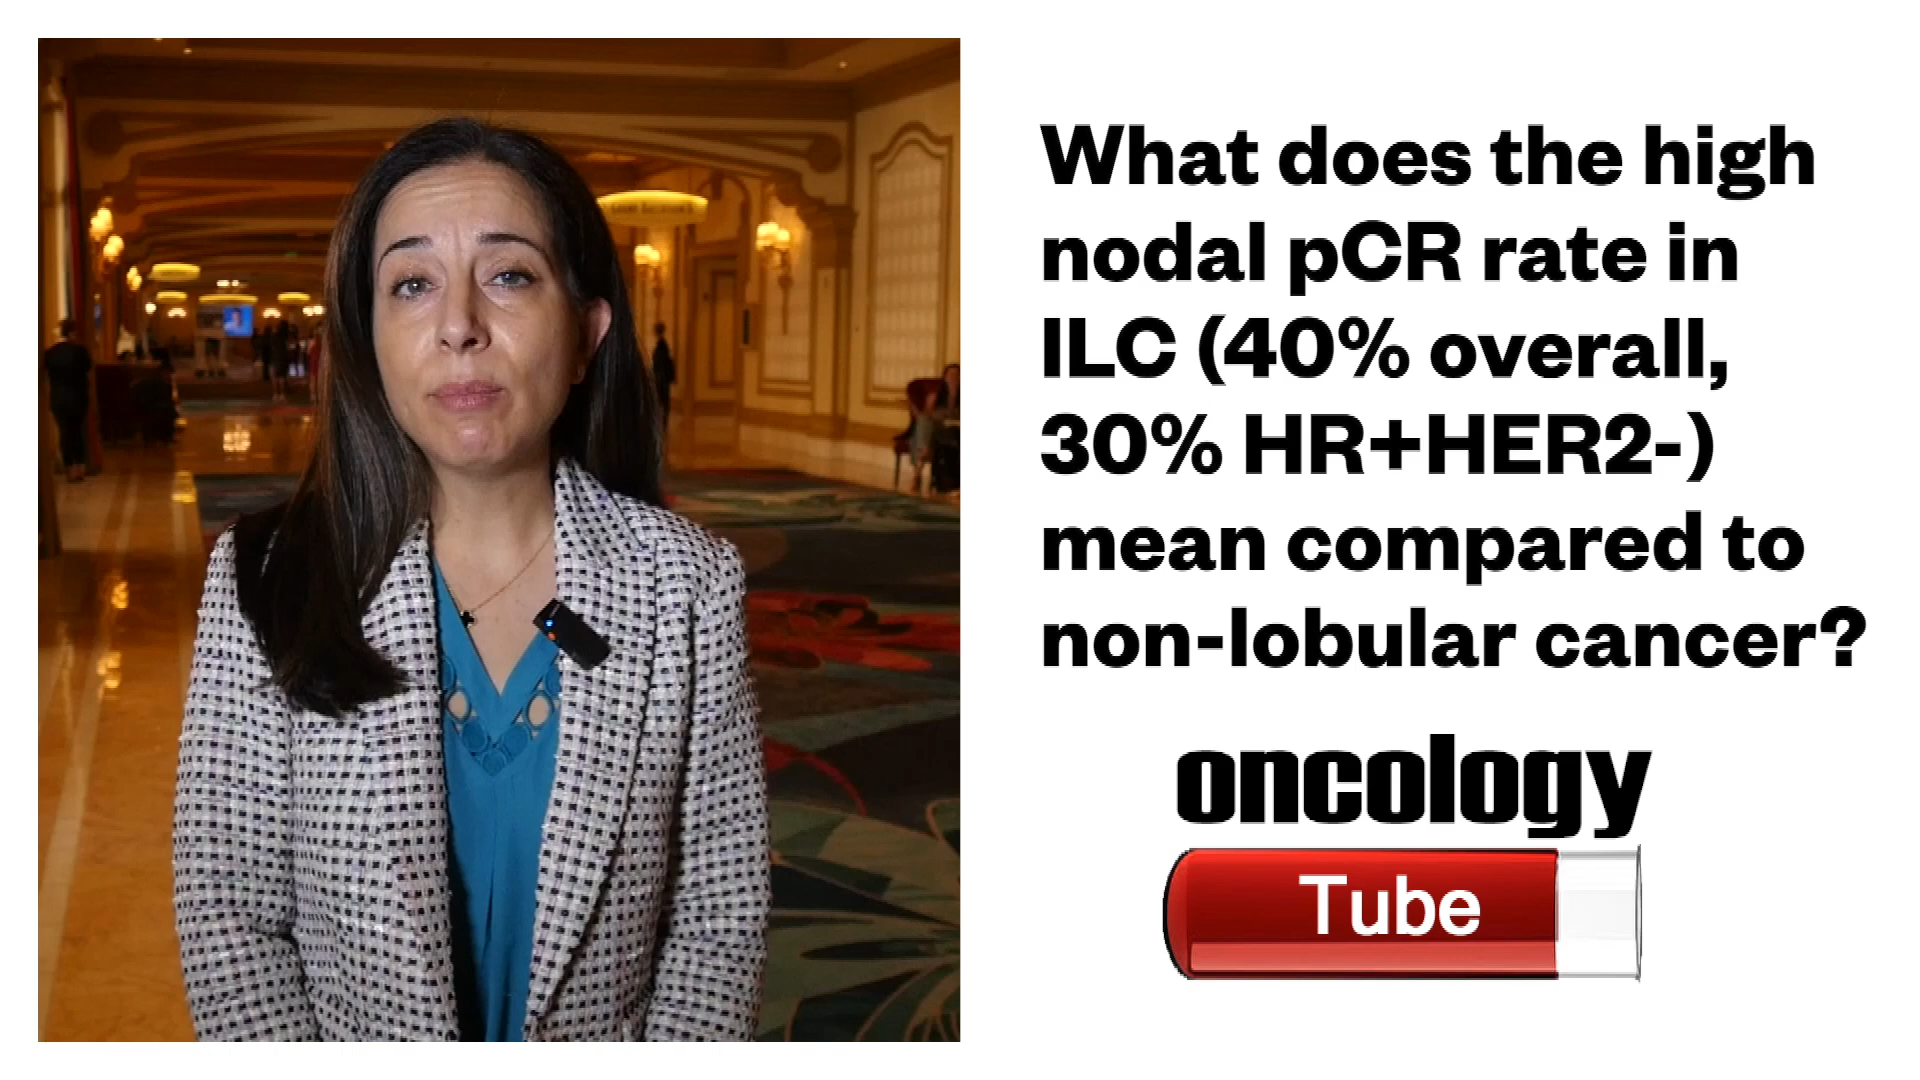 What does the high
nodal pCR rate in
ILC (40% overall,
30% HR+HER2-)
mean compared to
non-lobular cancer?
oncology
Tube